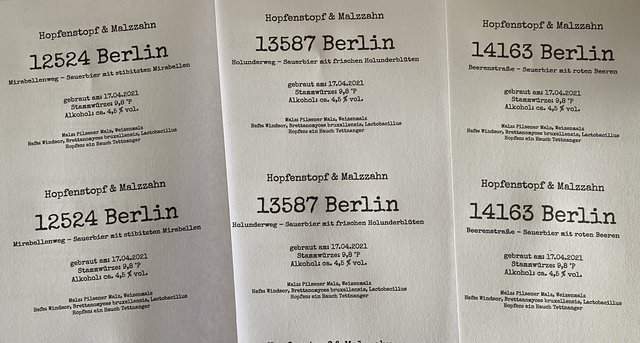 Hopfenstopf & Malzzahn
12524 Berlin
Mirabellenweg – Sauerbier mit stibitzten Mirabellen
gebraut am: 17.04.2021
Stammwürze: 9,8 °P
Alkohol: ca. 4,5 % vol.
Malz: Pilsener Malz, Weizenmalz
Hefe: Windsor, Brettanomyces bruxellensis, Lactobacillus
Hopfen: ein Hauch Tettnanger
Hopfenstopf & Malzzahn
12524 Berlin
Mirabellenweg – Sauerbier mit stibitzten Mirabellen
gebraut am: 17.04.2021
Stammwürze: 9,8 °P
Alkohol: ca. 4,5 % vol.
Malz: Pilsener Malz, Weizenmalz
Hefe: Windsor, Brettanomyces bruxellensis, Lactobacillus
Hopfen: ein Hauch Tettnanger
Hopfenstopf & Malzzahn
13587 Berlin
Holunderweg – Sauerbier mit frischen Holunderblüten
gebraut am: 17.04.2021
Stammwürze: 9,8 °P
Alkohol: ca. 4,5 % vol.
Malz: Pilsener Malz, Weizenmalz
Hefe: Windsor, Brettanomyces bruxellensis, Lactobacillus
Hopfen: ein Hauch Tettnanger
Hopfenstopf & Malzzahn
13587 Berlin
Holunderweg – Sauerbier mit frischen Holunderblüten
gebraut am: 17.04.2021
Stammwürze: 9,8 °P
Alkohol: ca. 4,5 % vol.
Malz: Pilsener Malz, Weizenmalz
Hefe: Windsor, Brettanomyces bruxellensis, Lactobacillus
Hopfen: ein Hauch Tettnanger
Hopfenstopf & Malzzahn
14163 Berlin
Beerenstraße – Sauerbier mit roten Beeren
gebraut am: 17.04.2021
Stammwürze: 9,8 °P
Alkohol: ca. 4,5 % vol.
Malz: Pilsener Malz, Weizenmalz
Hefe: Windsor, Brettanomyces bruxellensis, Lactobacillus
Hopfen: ein Hauch Tettnanger
Hopfenstopf & Malzzahn
14163 Berlin
Beerenstraße – Sauerbier mit roten Beeren
gebraut am: 17.04.2021
Stammwürze: 9,8 °P
Alkohol: ca. 4,5 % vol.
Malz: Pilsener Malz, Weizenmalz
Hefe: Windsor, Brettanomyces bruxellensis, Lactobacillus
Hopfen: ein Hauch Tettnanger